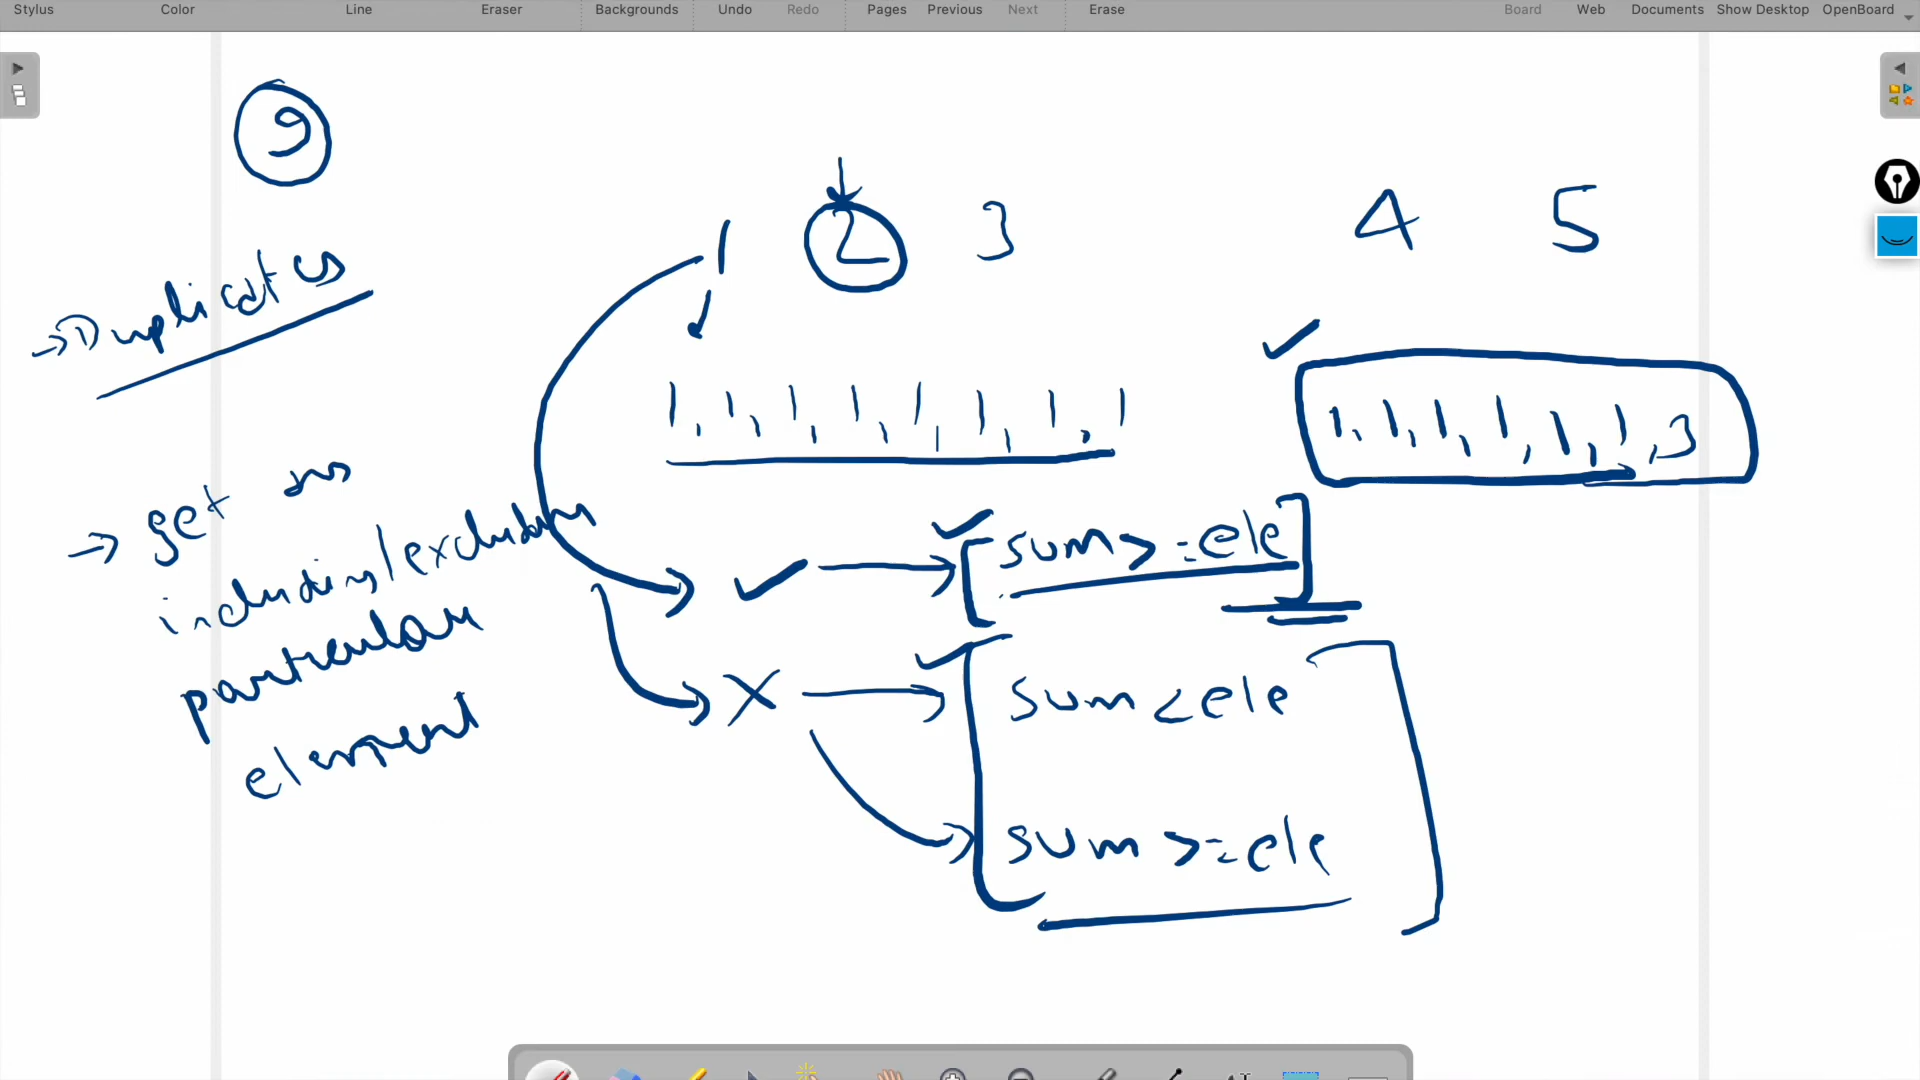 Stylus Color Line Eraser Backgrounds Undo Redo Pages Previous Next Erase Board Web Documents Show Desktop OpenBoard
9
1 2 3 4 5
→ Duplicates
1, 1, 1, 1, 1, 1, 1, 1
1, 1, 1, 1, 1, 1, 3
→ get
including/excluding
particular
element
✓ → [sum >= ele]
X → sum < ele
sum >= ele